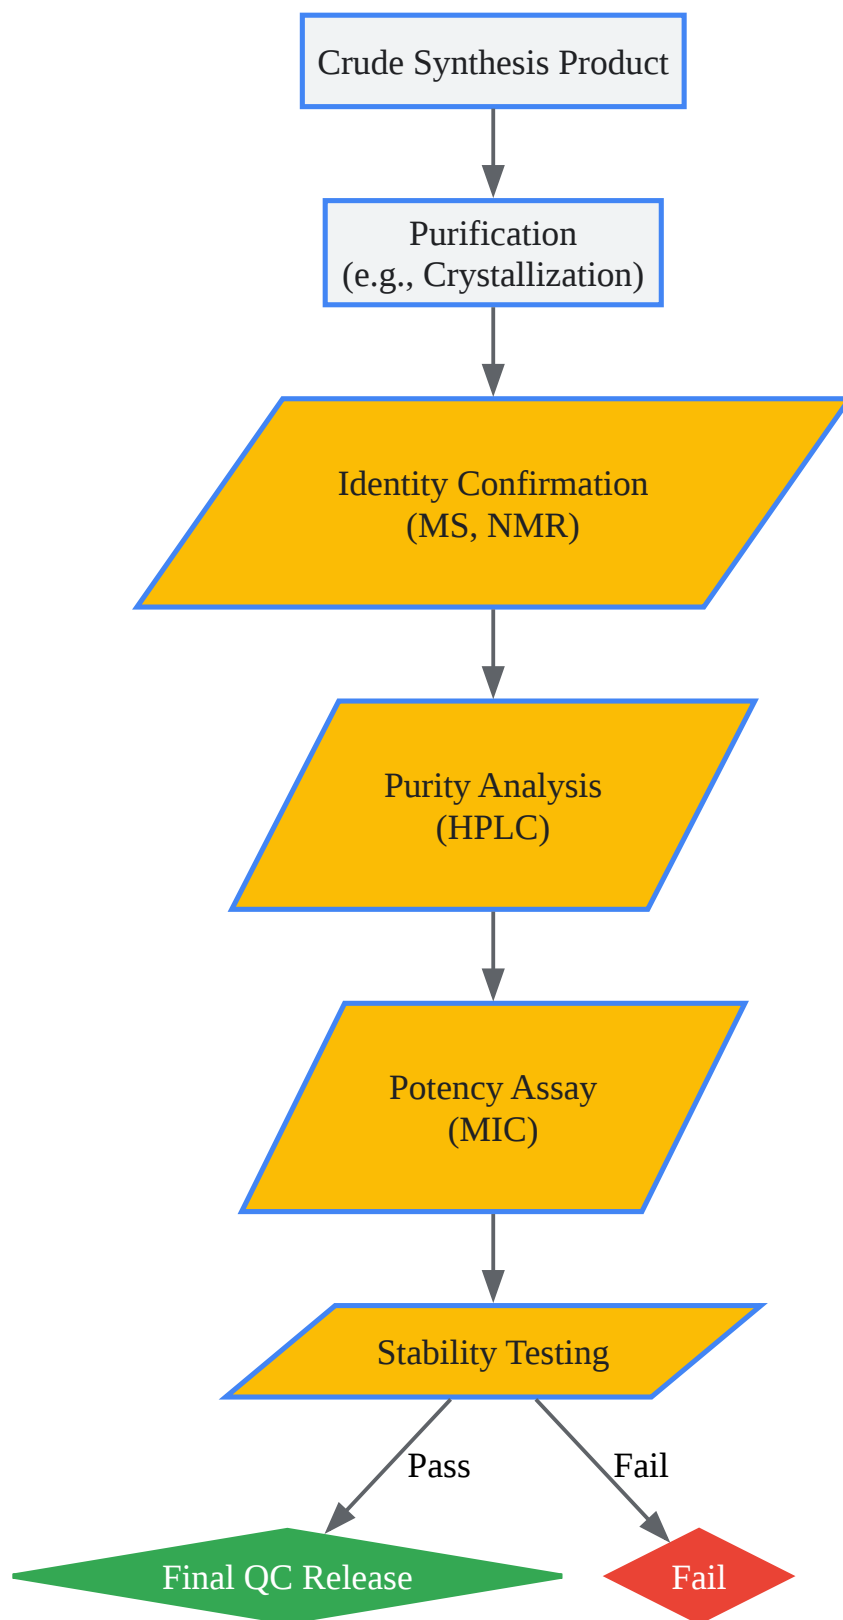 Crude Synthesis Product
Purification
(e.g., Crystallization)
Identity Confirmation
(MS, NMR)
Purity Analysis
(HPLC)
Potency Assay
(MIC)
Stability Testing
Pass
Fail
Final QC Release
Fail